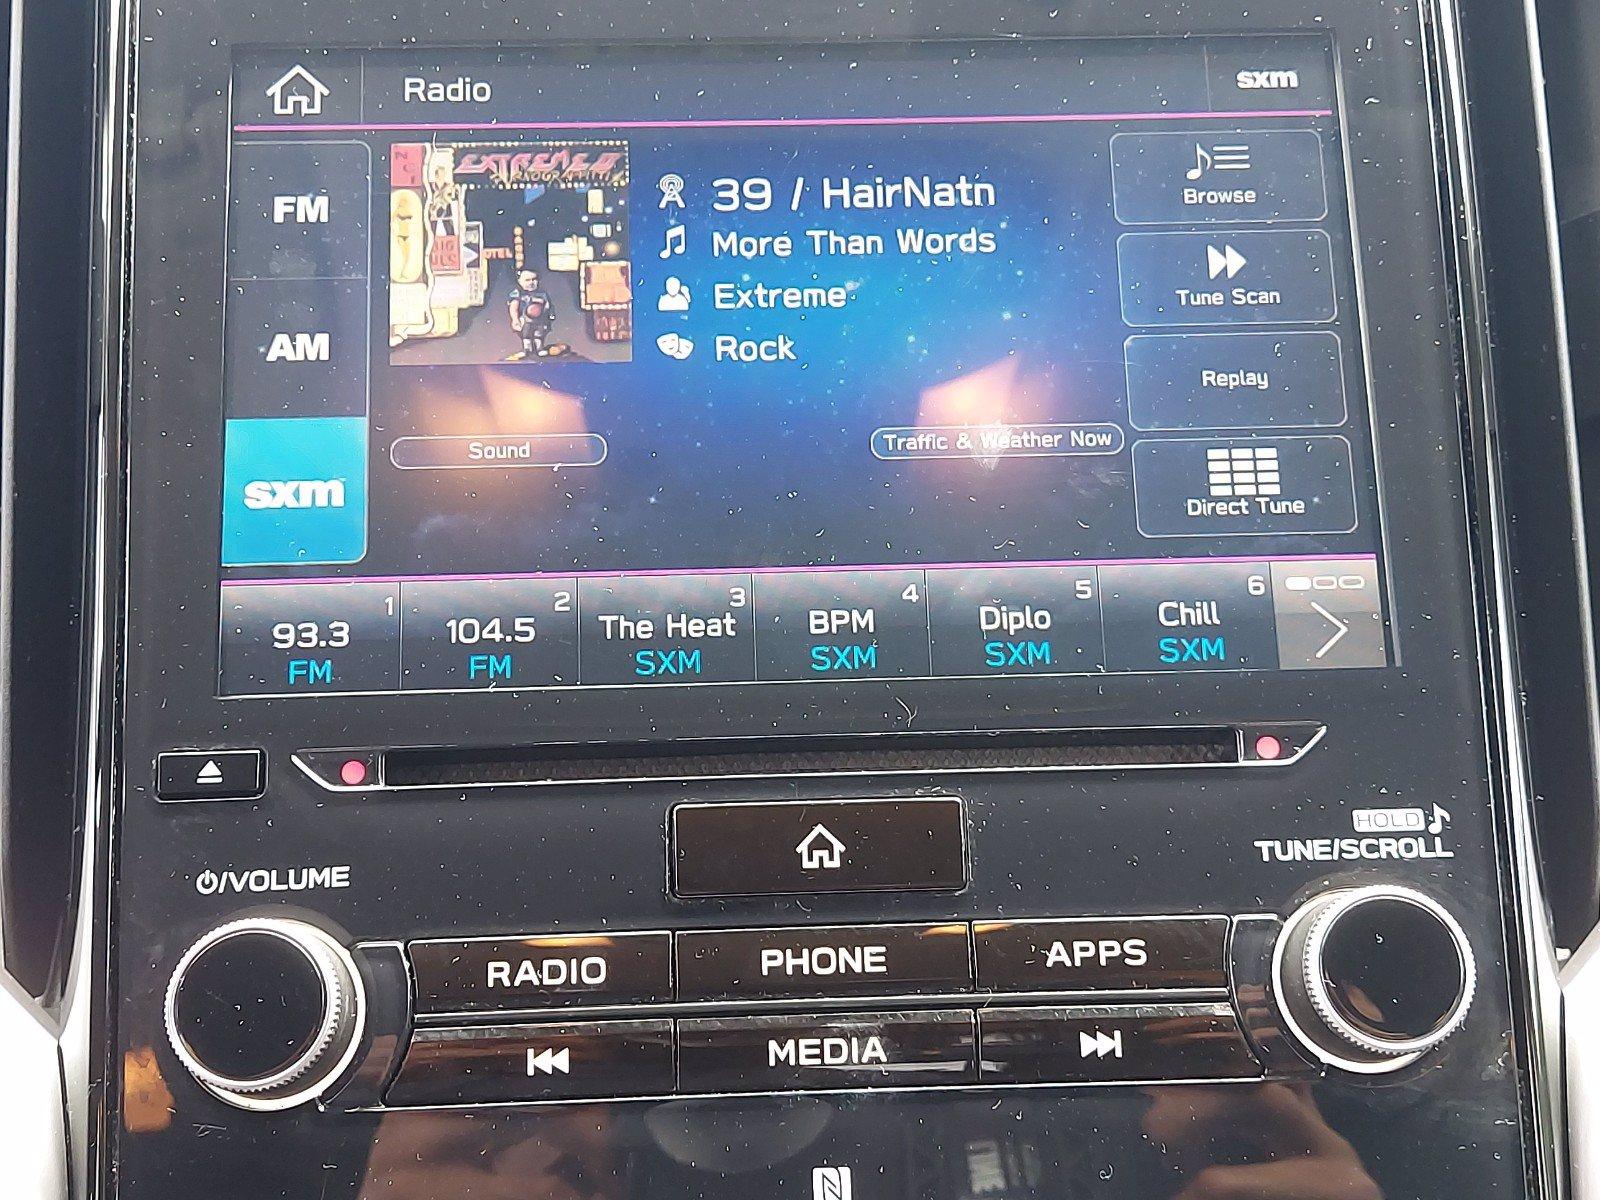 Radio
sxm
FM
AM
sxm
EXTREME II
39 / HairNatn
More Than Words
Extreme
Rock
Sound
Traffic & Weather Now
Browse
Tune Scan
Replay
Direct Tune
1
93.3
FM
2
104.5
FM
3
The Heat
SXM
4
BPM
SXM
5
Diplo
SXM
6
Chill
SXM
HOLD
TUNE/SCROLL
/VOLUME
RADIO
PHONE
APPS
MEDIA